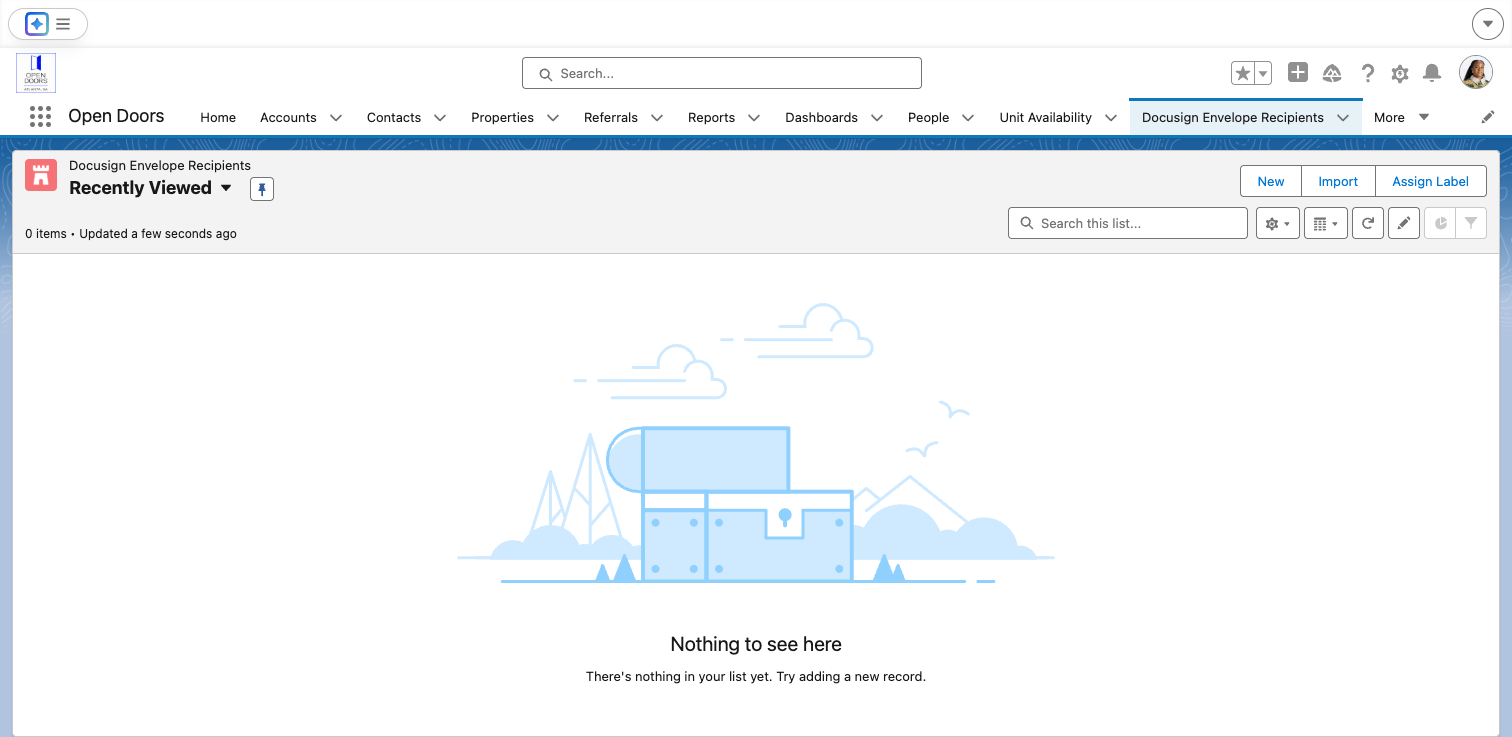 Search...
OPEN
DOORS
ATLANTA, GA
Open Doors
Home
Accounts
Contacts
Properties
Referrals
Reports
Dashboards
People
Unit Availability
Docusign Envelope Recipients
More
Docusign Envelope Recipients
Recently Viewed
New
Import
Assign Label
0 items • Updated a few seconds ago
Search this list...
Nothing to see here
There's nothing in your list yet. Try adding a new record.